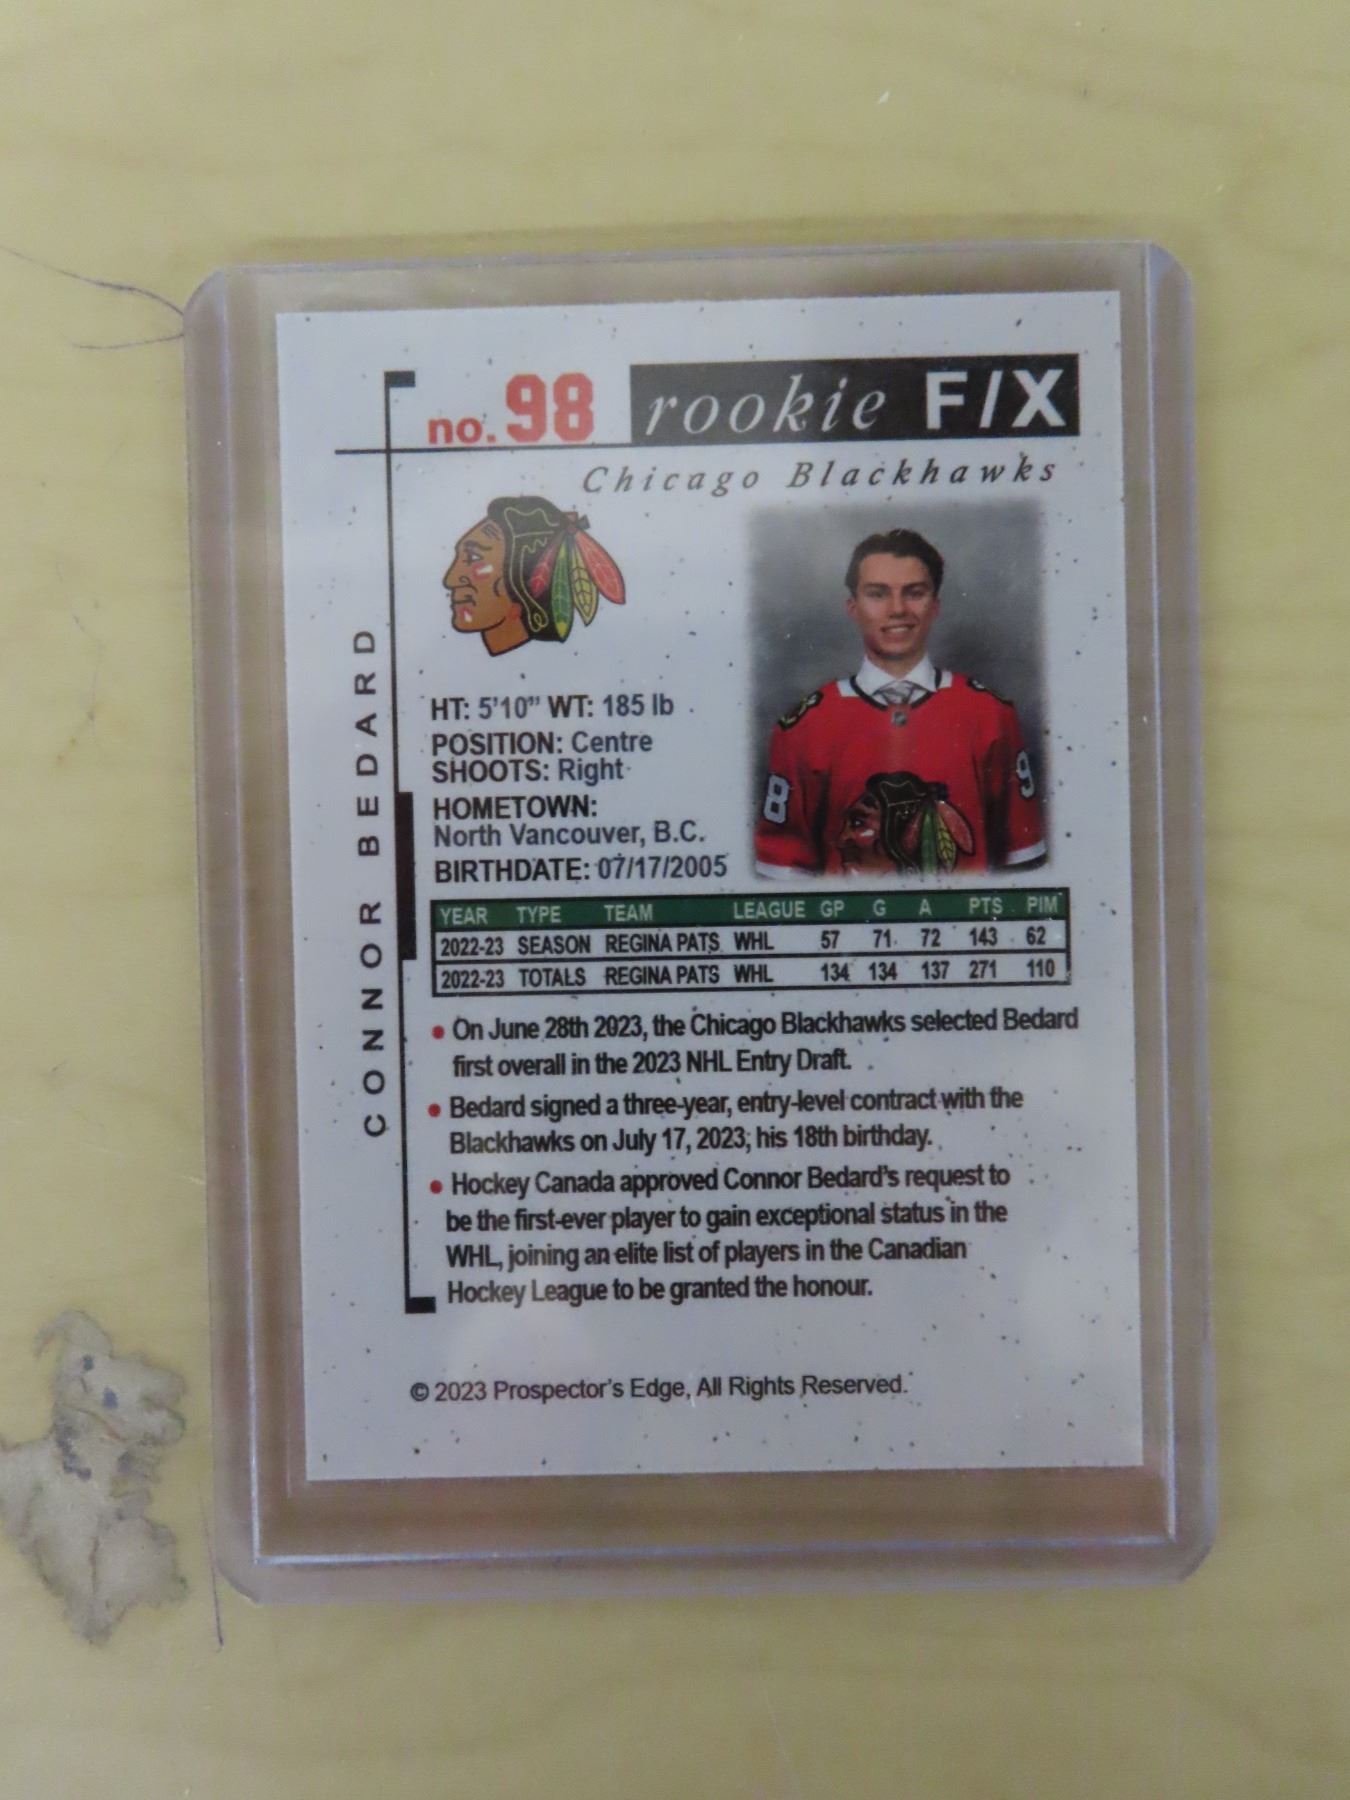 no. 98 rookie F/X
Chicago Blackhawks
CONNOR BEDARD
HT: 5'10" WT: 185 lb
POSITION: Centre
SHOOTS: Right
HOMETOWN:
North Vancouver, B.C.
BIRTHDATE: 07/17/2005
98
YEAR TYPE TEAM LEAGUE GP G A PTS PIM
2022-23 SEASON REGINA PATS WHL 57 71 72 143 62
2022-23 TOTALS REGINA PATS WHL 134 134 137 271 110
• On June 28th 2023, the Chicago Blackhawks selected Bedard
first overall in the 2023 NHL Entry Draft.
• Bedard signed a three-year, entry-level contract with the
Blackhawks on July 17, 2023; his 18th birthday.
• Hockey Canada approved Connor Bedard's request to
be the first-ever player to gain exceptional status in the
WHL, joining an elite list of players in the Canadian
Hockey League to be granted the honour.
© 2023 Prospector's Edge, All Rights Reserved.